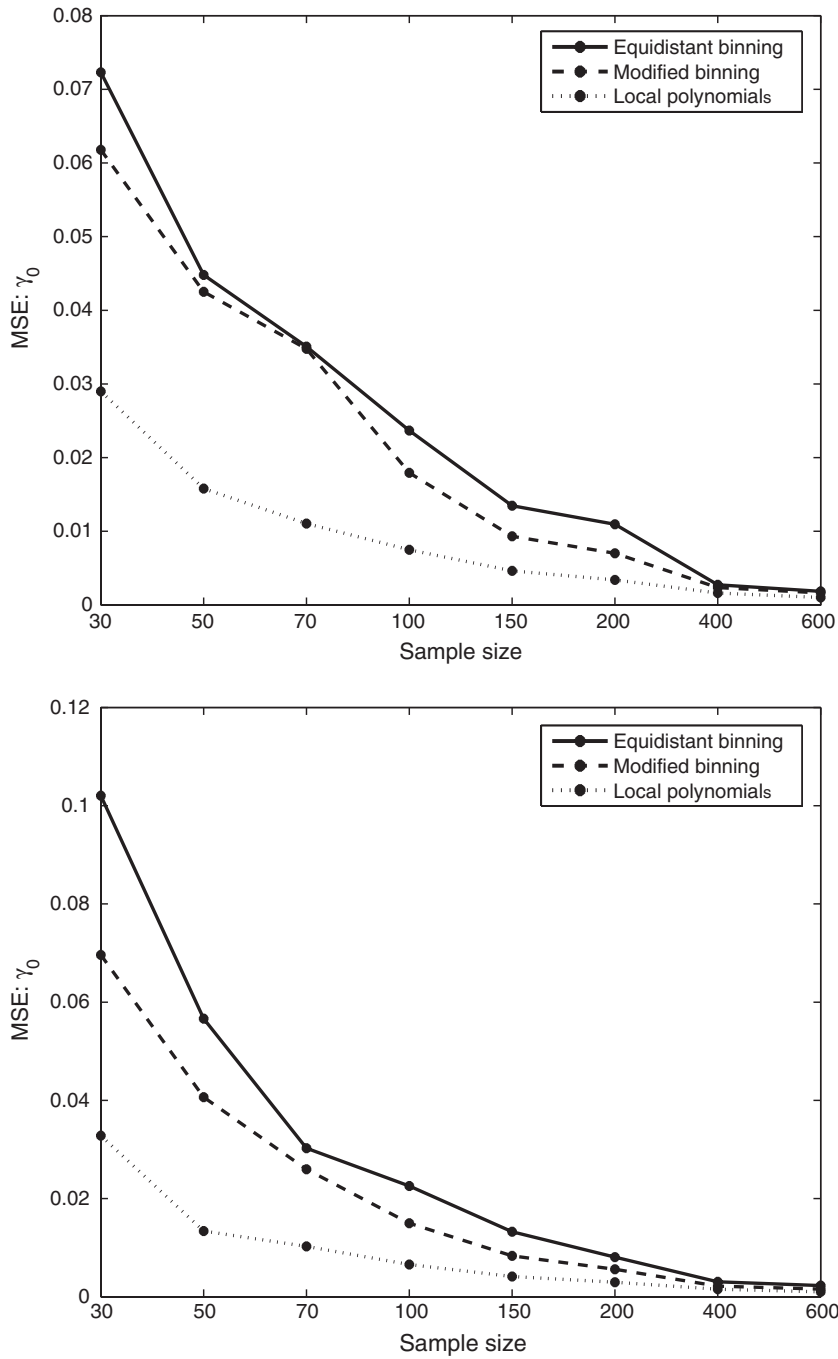 0.08
0.07
0.06
0.05
0.04
0.03
0.02
0.01
0
MSE: γ₀
Equidistant binning
Modified binning
Local polynomials
30 50 70 100 150 200 400 600
Sample size
0.12
0.1
0.08
0.06
0.04
0.02
0
MSE: γ₀
Equidistant binning
Modified binning
Local polynomials
30 50 70 100 150 200 400 600
Sample size